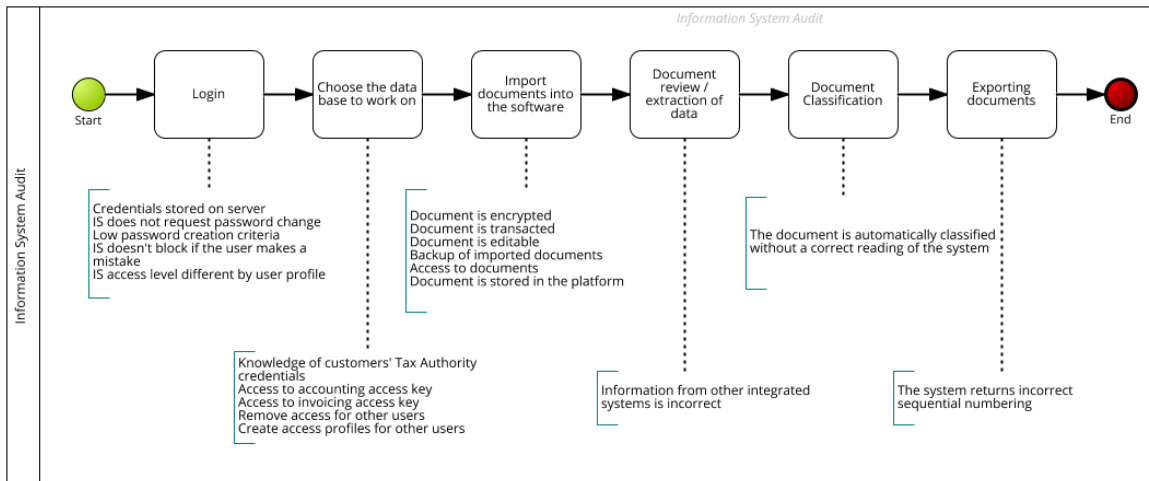 Information System Audit
Information System Audit
Start
Login
Choose the data
base to work on
Import
documents into
the software
Document
review /
extraction of
data
Document
Classification
Exporting
documents
End
Credentials stored on server
IS does not request password change
Low password creation criteria
IS doesn't block if the user makes a
mistake
IS access level different by user profile
Knowledge of customers' Tax Authority
credentials
Access to accounting access key
Access to invoicing access key
Remove access for other users
Create access profiles for other users
Document is encrypted
Document is transacted
Document is editable
Backup of imported documents
Access to documents
Document is stored in the platform
Information from other integrated
systems is incorrect
The document is automatically classified
without a correct reading of the system
The system returns incorrect
sequential numbering